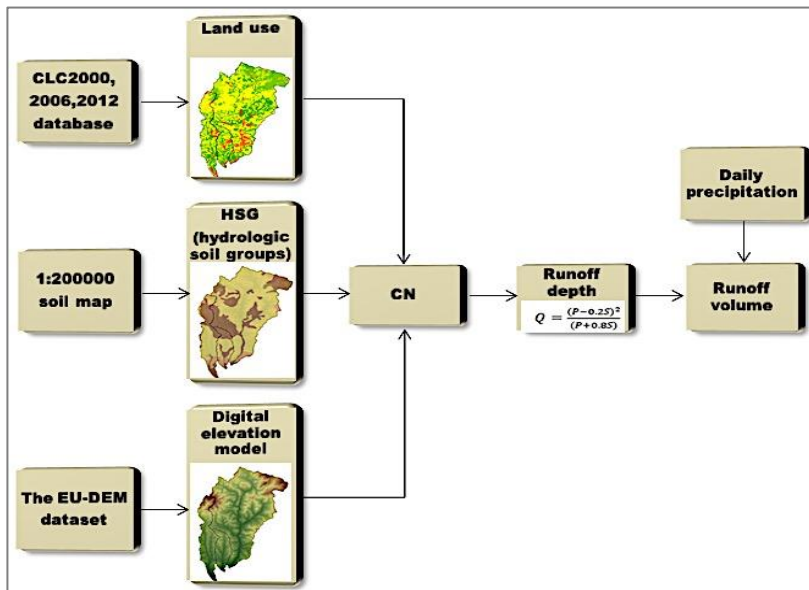 Land use
CLC2000,
2006,2012
database
HSG
(hydrologic
soil groups)
1:200000
soil map
Digital
elevation
model
The EU-DEM
dataset
CN
Runoff
depth
Q = (P−0.2S)²/(P+0.8S)
Daily
precipitation
Runoff
volume